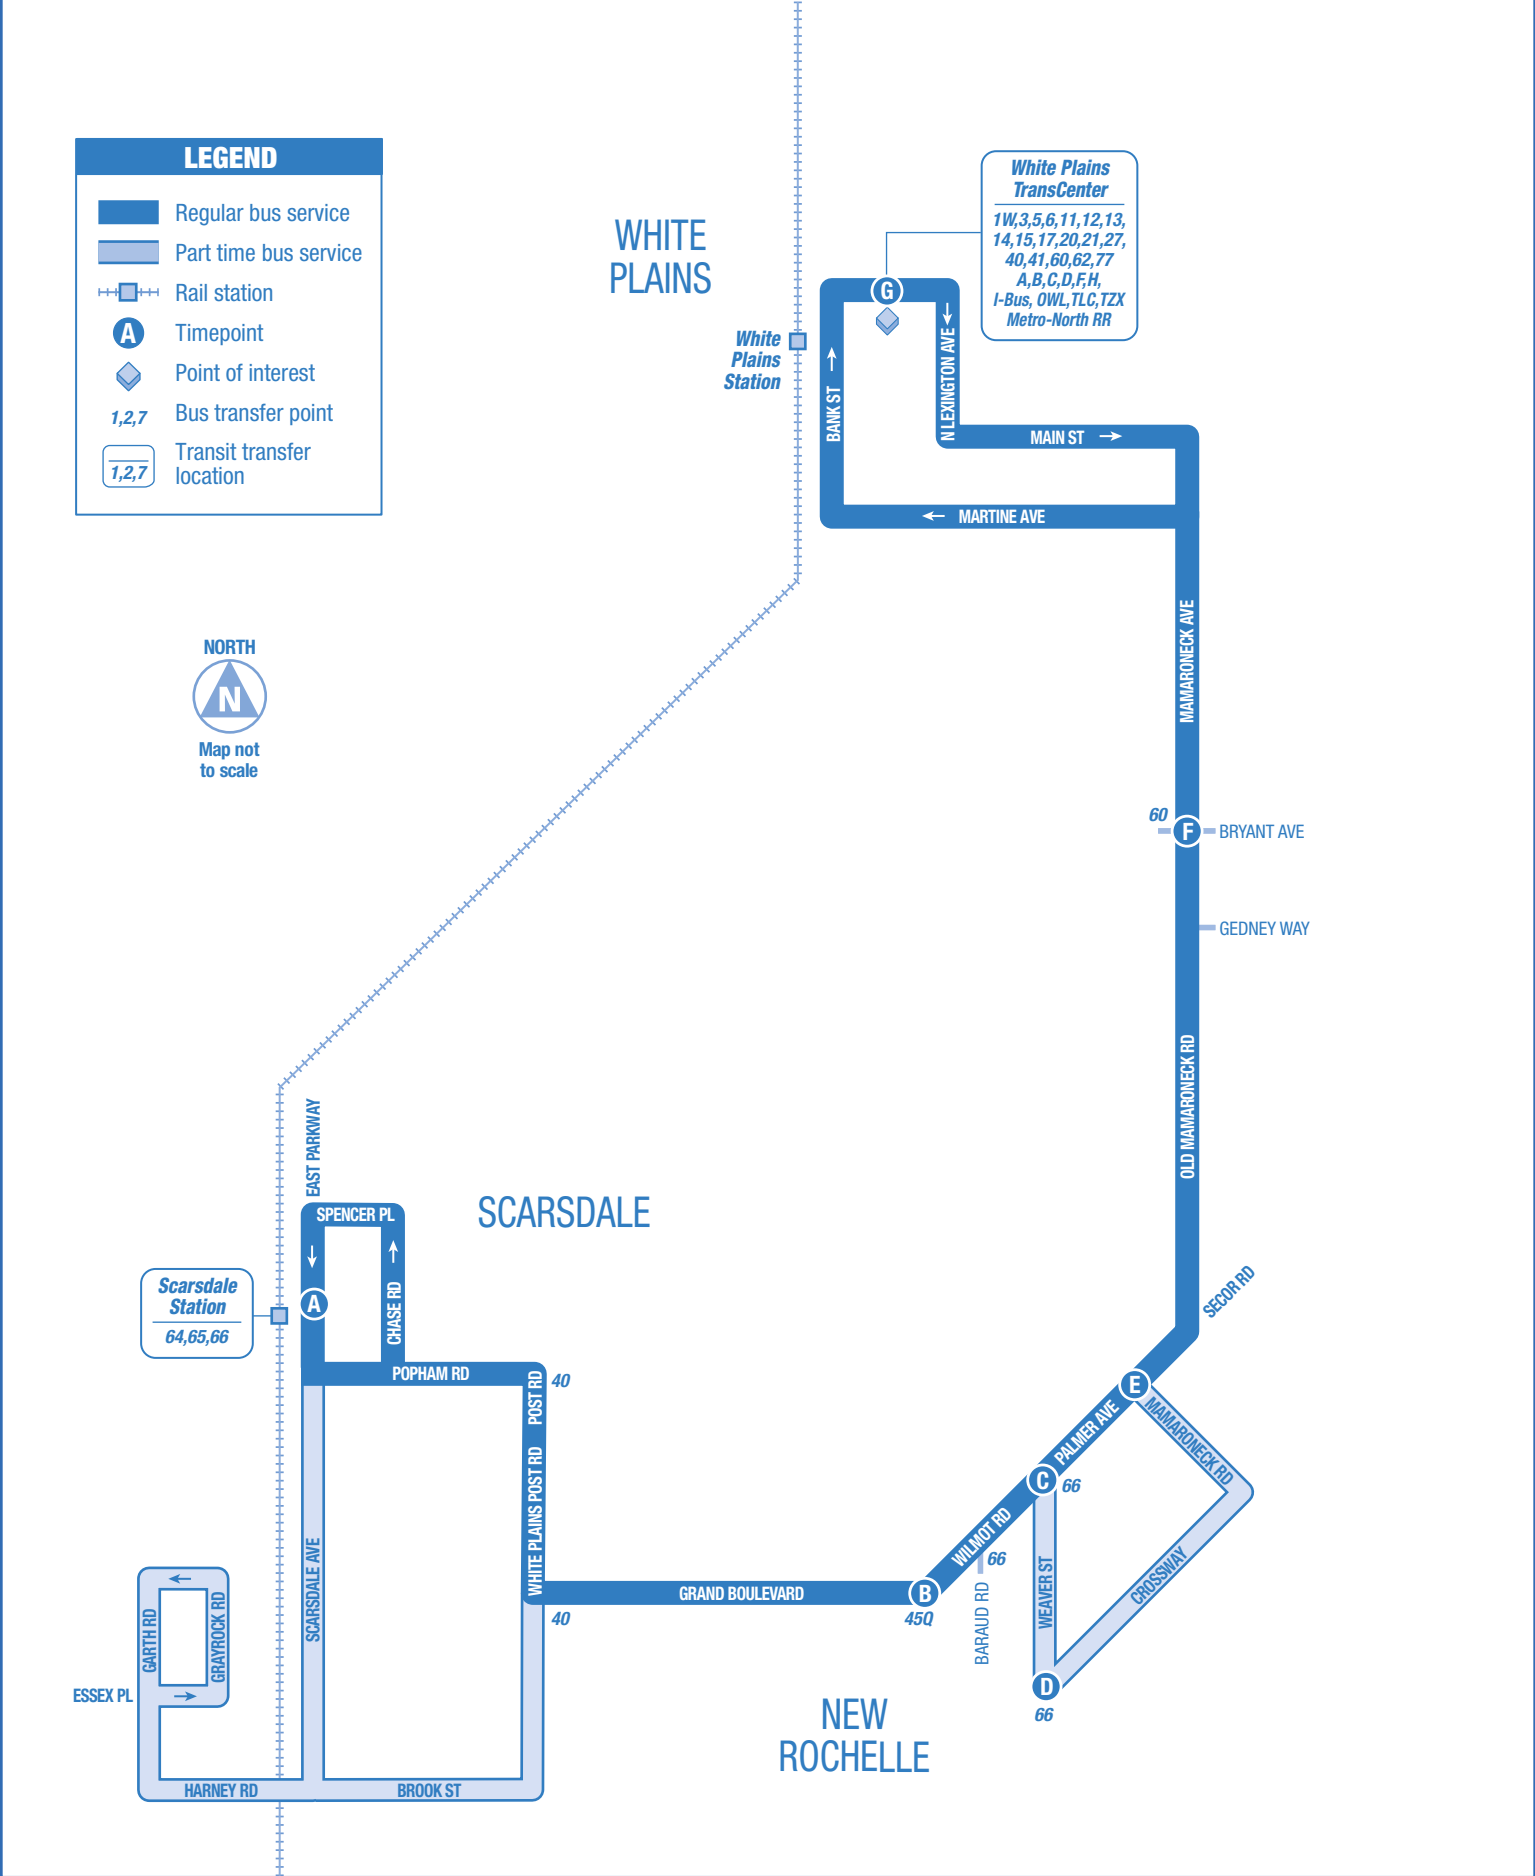 LEGEND
Regular bus service
Part time bus service
Rail station
A
Timepoint
Point of interest
1,2,7
Bus transfer point
1,2,7
Transit transfer
location
WHITE
PLAINS
White Plains
TransCenter
1W,3,5,6,11,12,13,
14,15,17,20,21,27,
40,41,60,62,77
A,B,C,D,F,H,
I-Bus, OWL,TLC,TZX
Metro-North RR
G
White
Plains
Station
BANK ST
N LEXINGTON AVE
MAIN ST
MARTINE AVE
MAMARONECK AVE
NORTH
N
Map not
to scale
60
F
BRYANT AVE
GEDNEY WAY
OLD MAMARONECK RD
EAST PARKWAY
SPENCER PL
SCARSDALE
Scarsdale
Station
64,65,66
A
CHASE RD
SECOR RD
POPHAM RD
POST RD
40
E
PALMER AVE
MAMARONECK RD
C
66
WHITE PLAINS POST RD
WILMOT RD
66
SCARSDALE AVE
GRAND BOULEVARD
B
45Q
40
BARAUD RD
WEAVER ST
CROSSWAY
GARTH RD
GRAYROCK RD
ESSEX PL
D
66
NEW
ROCHELLE
HARNEY RD
BROOK ST